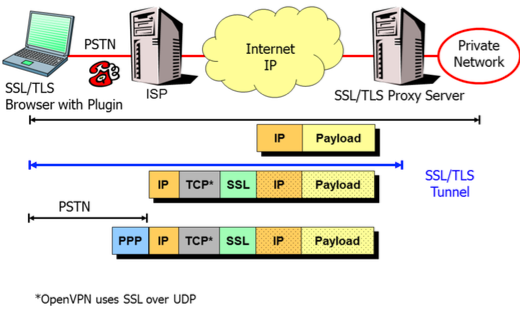 PSTN
Internet
IP
Private
Network
SSL/TLS
Browser with Plugin
ISP
SSL/TLS Proxy Server
IP Payload
SSL/TLS
Tunnel
IP TCP* SSL IP Payload
PSTN
PPP IP TCP* SSL IP Payload
*OpenVPN uses SSL over UDP